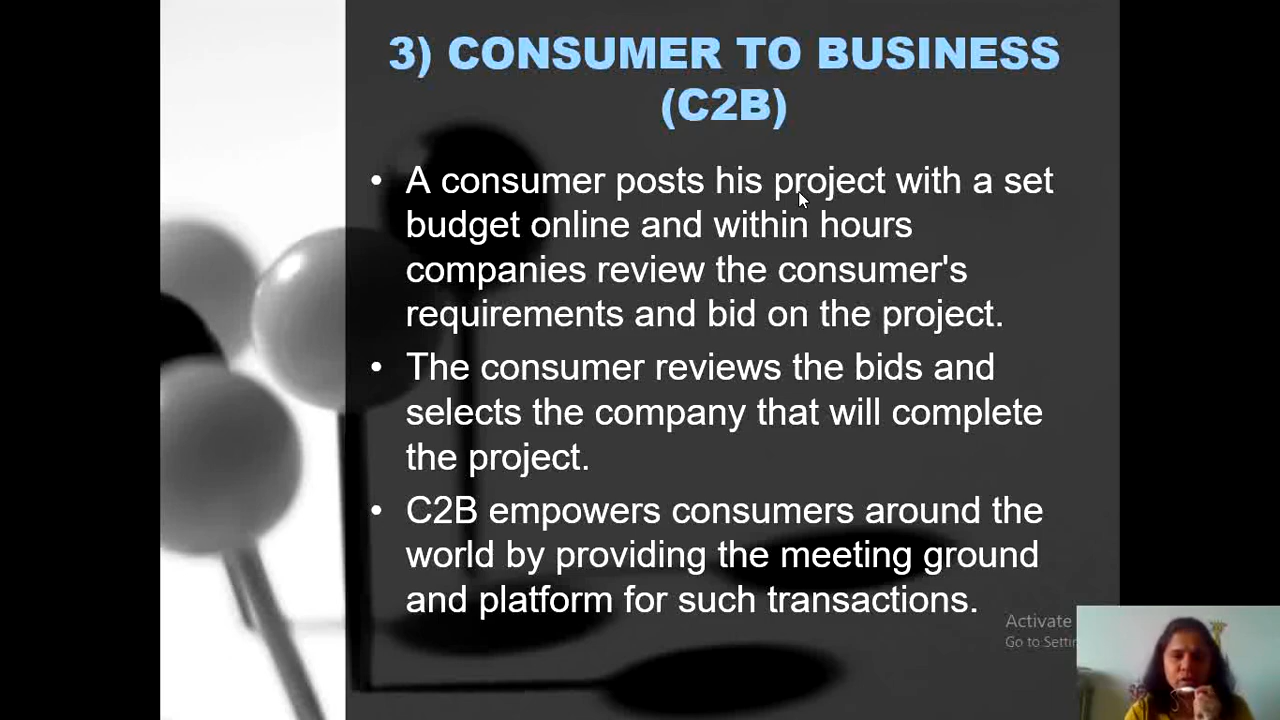 3) CONSUMER TO BUSINESS
(C2B)
• A consumer posts his project with a set
budget online and within hours
companies review the consumer's
requirements and bid on the project.
• The consumer reviews the bids and
selects the company that will complete
the project.
• C2B empowers consumers around the
world by providing the meeting ground
and platform for such transactions.
Activate
Go to Settin